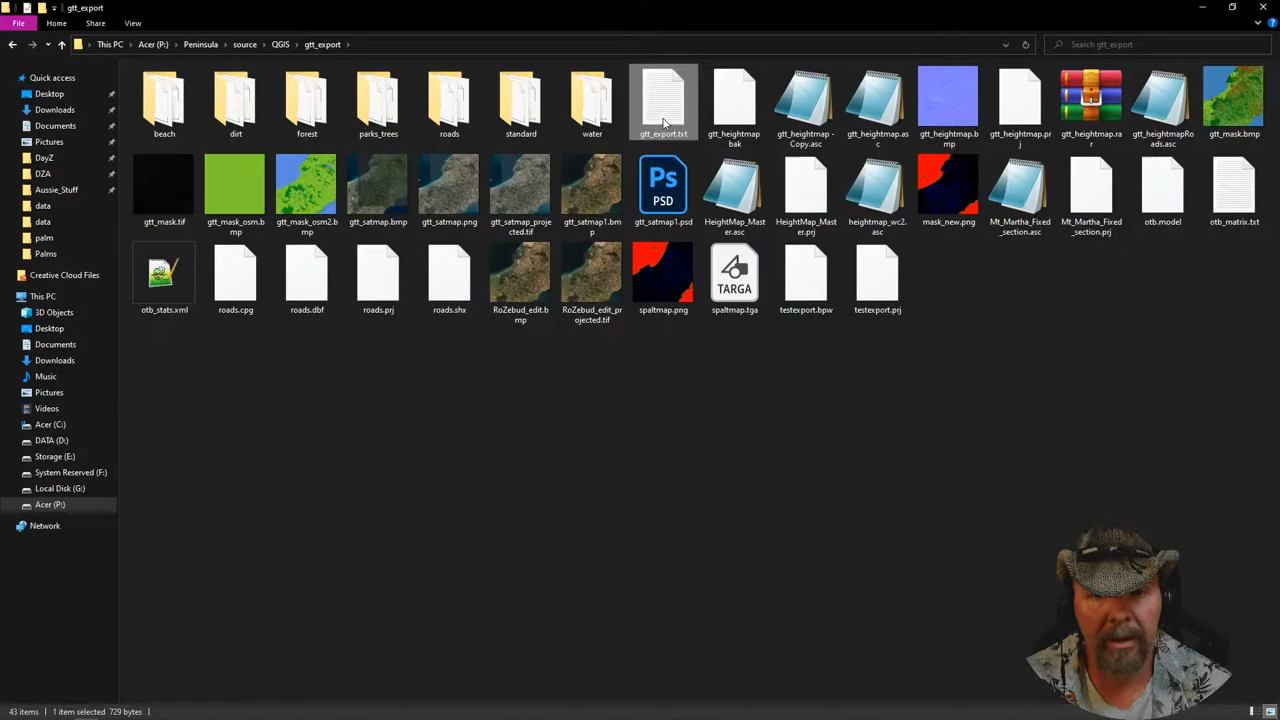 gtt_export
File
Home
Share
View
This PC
Acer (P:)
Peninsula
source
QGIS
gtt_export
Search gtt_export
Quick access
Desktop
Downloads
Documents
Pictures
DayZ
DZA
Aussie_Stuff
data
data
palm
Palms
Creative Cloud Files
This PC
3D Objects
Desktop
Documents
Downloads
Music
Pictures
Videos
Acer (C:)
DATA (D:)
Storage (E:)
System Reserved (F:)
Local Disk (G:)
Acer (P:)
Network
beach
dirt
forest
parks_trees
roads
standard
water
gtt_export.txt
gtt_heightmap
bak
gtt_heightmap -
Copy.asc
gtt_heightmap.as
c
gtt_heightmap.b
mp
gtt_heightmap.pr
j
gtt_heightmap.ra
r
gtt_heightmapRo
ads.asc
gtt_mask.bmp
gtt_mask.tif
gtt_mask_osm.b
mp
gtt_mask_osm2.b
mp
gtt_satmap.bmp
gtt_satmap.png
gtt_satmap_proje
cted.tif
gtt_satmap1.bm
p
Ps
PSD
gtt_satmap1.psd
HeightMap_Mast
er.asc
HeightMap_Mast
er.prj
heightmap_wc2.
asc
mask_new.png
Mt_Martha_Fixed
_section.asc
Mt_Martha_Fixed
_section.prj
otb.model
otb_matrix.txt
otb_stats.xml
roads.cpg
roads.dbf
roads.prj
roads.shx
RoZebud_edit.b
mp
RoZebud_edit_pr
ojected.tif
spaltmap.png
TARGA
spaltmap.tga
testexport.bpw
testexport.prj
43 items
1 item selected 729 bytes